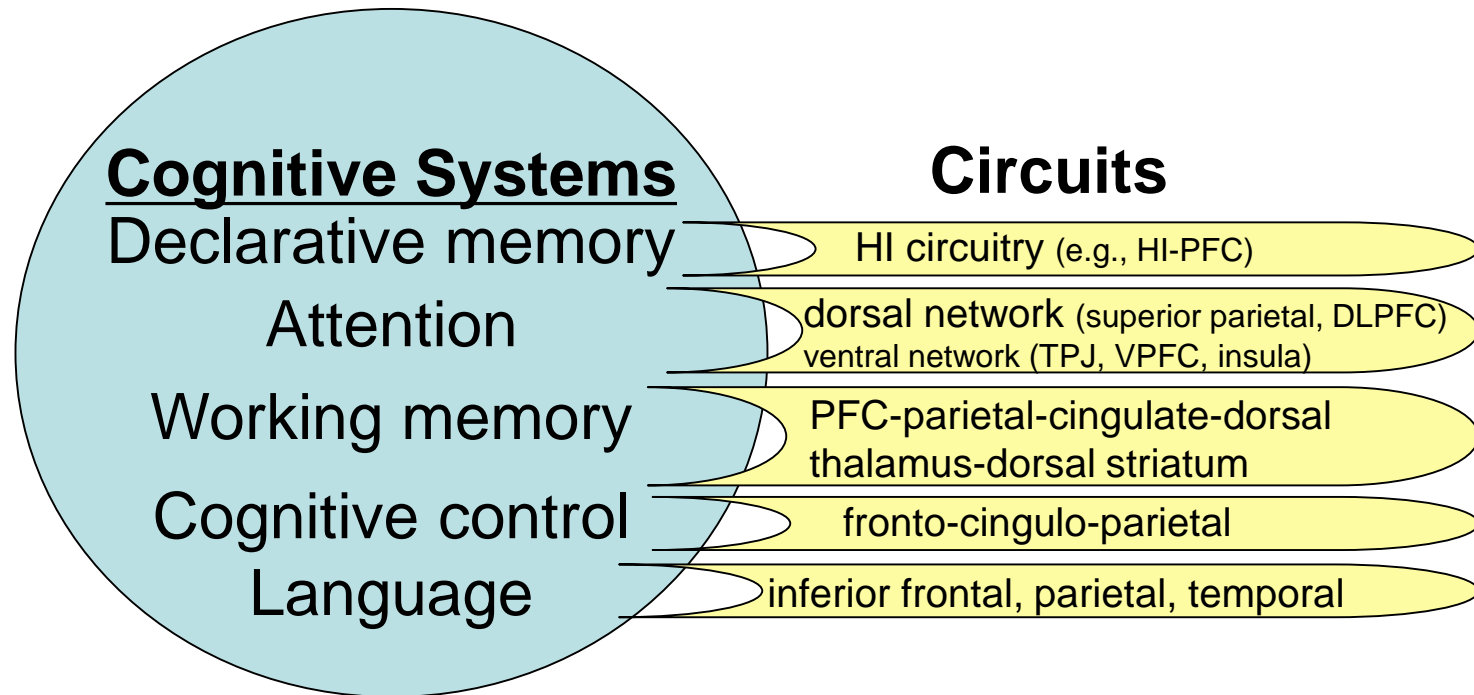 Cognitive Systems
Circuits
Declarative memory
HI circuitry (e.g., HI-PFC)
Attention
dorsal network (superior parietal, DLPFC)
ventral network (TPJ, VPFC, insula)
Working memory
PFC-parietal-cingulate-dorsal
thalamus-dorsal striatum
Cognitive control
fronto-cingulo-parietal
Language
inferior frontal, parietal, temporal